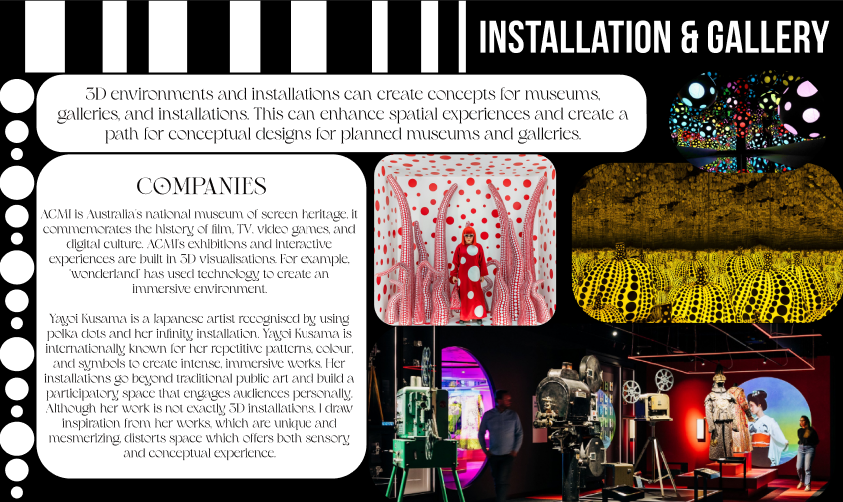 INSTALLATION & GALLERY
3D environments and installations can create concepts for museums,
galleries, and installations. This can enhance spatial experiences and create a
path for conceptual designs for planned museums and galleries.
COMPANIES
ACMI is Australia's national museum of screen heritage. it
commemorates the history of film, TV, video games, and
digital culture. ACMI's exhibitions and interactive
experiences are built in 3D visualisations. For example,
'wonderland' has used technology to create an
immersive environment.
Yayoi Kusama is a Japanese artist recognised by using
polka dots and her infinity installation. Yayoi Kusama is
internationally known for her repetitive patterns, colour,
and symbols to create intense, immersive works. Her
installations go beyond traditional public art and build a
participatory space that engages audiences personally.
Although her work is not exactly 3D installations, I draw
inspiration from her works, which are unique and
mesmerizing, distorts space which offers both sensory
and conceptual experience.